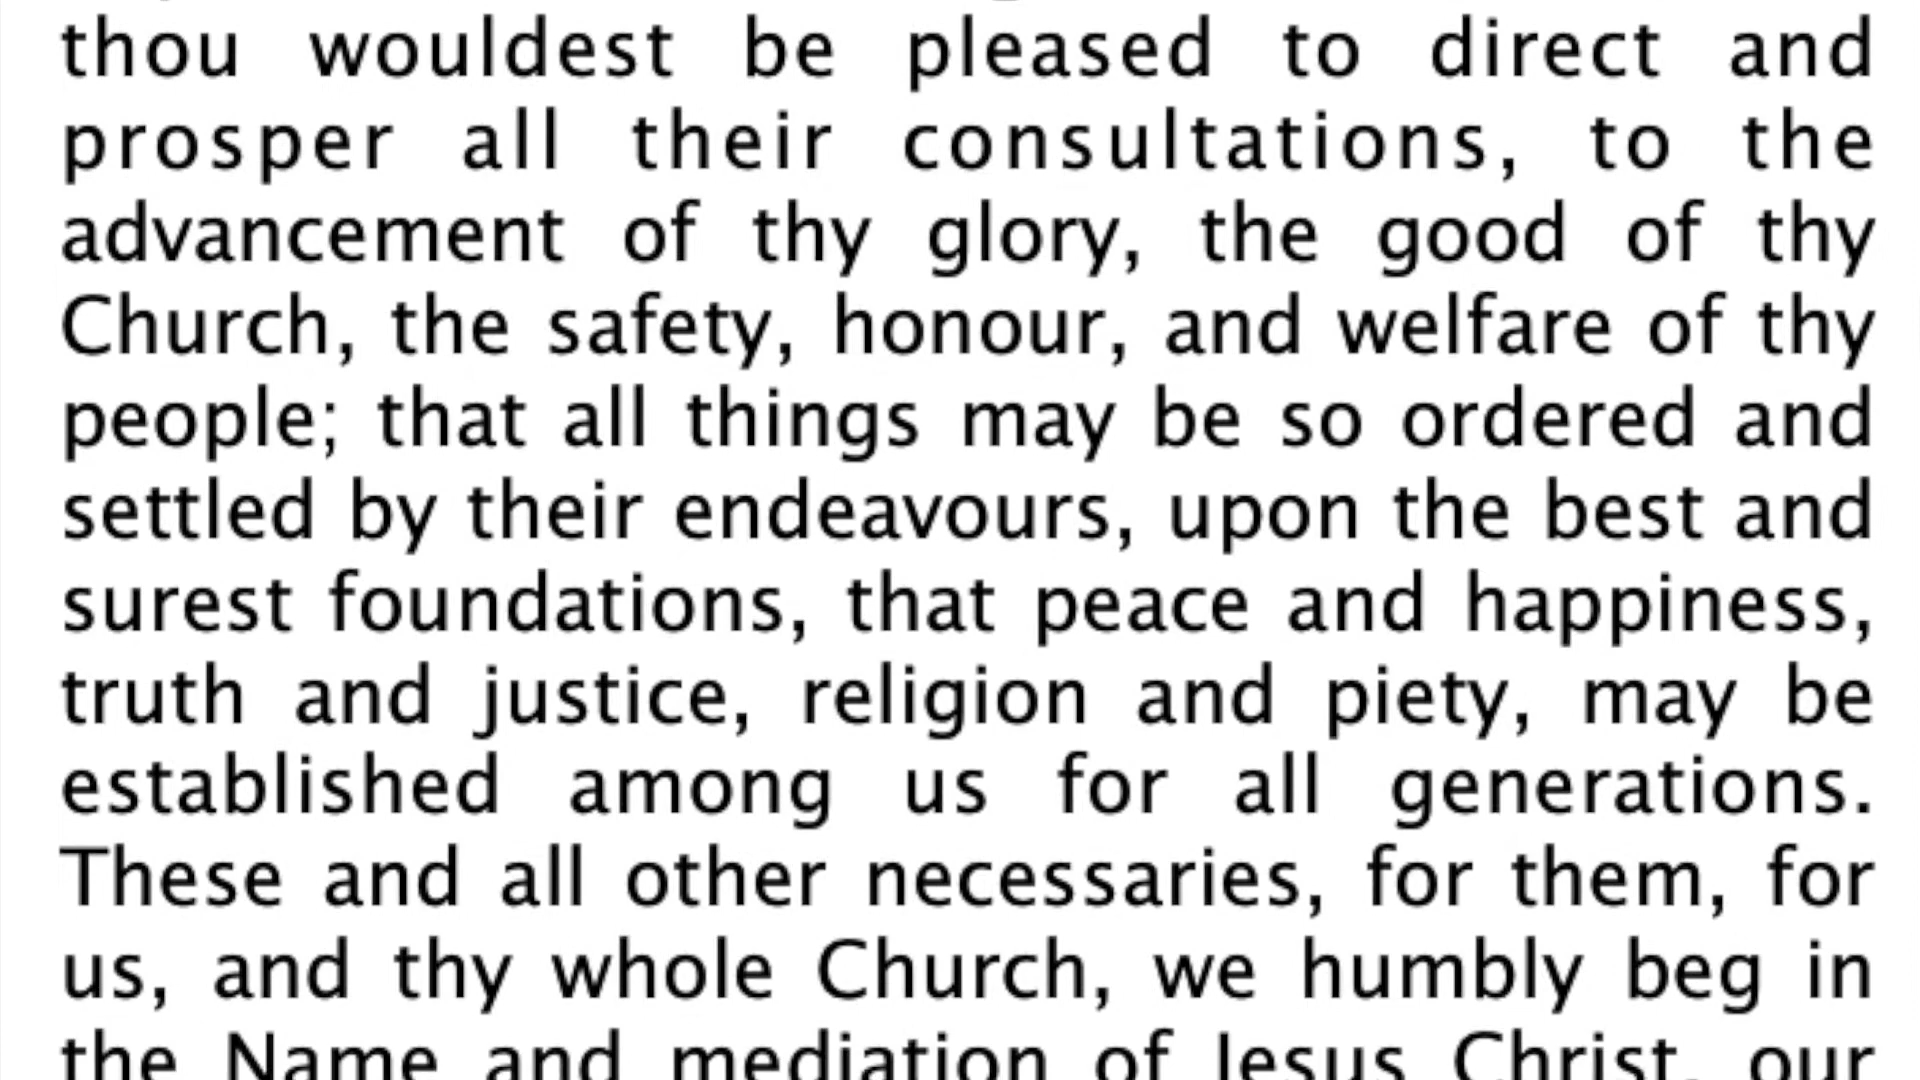 thou wouldest be pleased to direct and
prosper all their consultations, to the
advancement of thy glory, the good of thy
Church, the safety, honour, and welfare of thy
people; that all things may be so ordered and
settled by their endeavours, upon the best and
surest foundations, that peace and happiness,
truth and justice, religion and piety, may be
established among us for all generations.
These and all other necessaries, for them, for
us, and thy whole Church, we humbly beg in
the Name and mediation of Jesus Christ, our